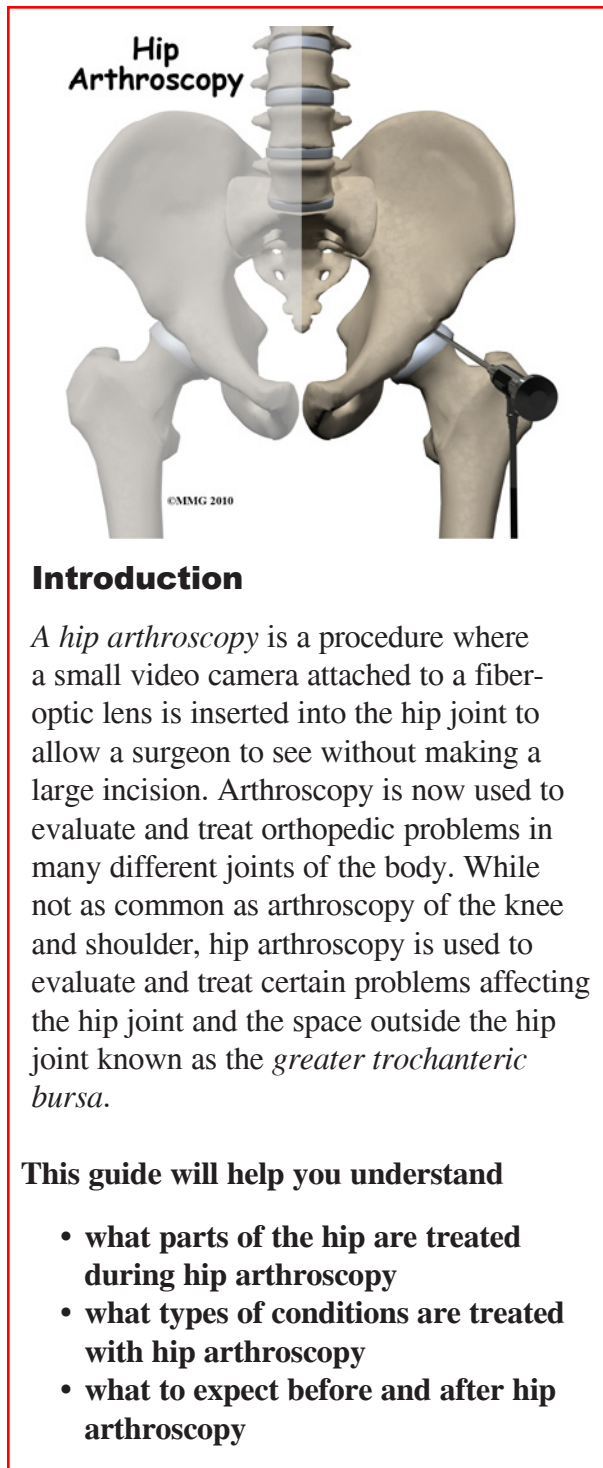 Hip
Arthroscopy
©MMG 2010
Introduction
A hip arthroscopy is a procedure where
a small video camera attached to a fiber-
optic lens is inserted into the hip joint to
allow a surgeon to see without making a
large incision. Arthroscopy is now used to
evaluate and treat orthopedic problems in
many different joints of the body. While
not as common as arthroscopy of the knee
and shoulder, hip arthroscopy is used to
evaluate and treat certain problems affecting
the hip joint and the space outside the hip
joint known as the greater trochanteric
bursa.
This guide will help you understand
• what parts of the hip are treated
during hip arthroscopy
• what types of conditions are treated
with hip arthroscopy
• what to expect before and after hip
arthroscopy